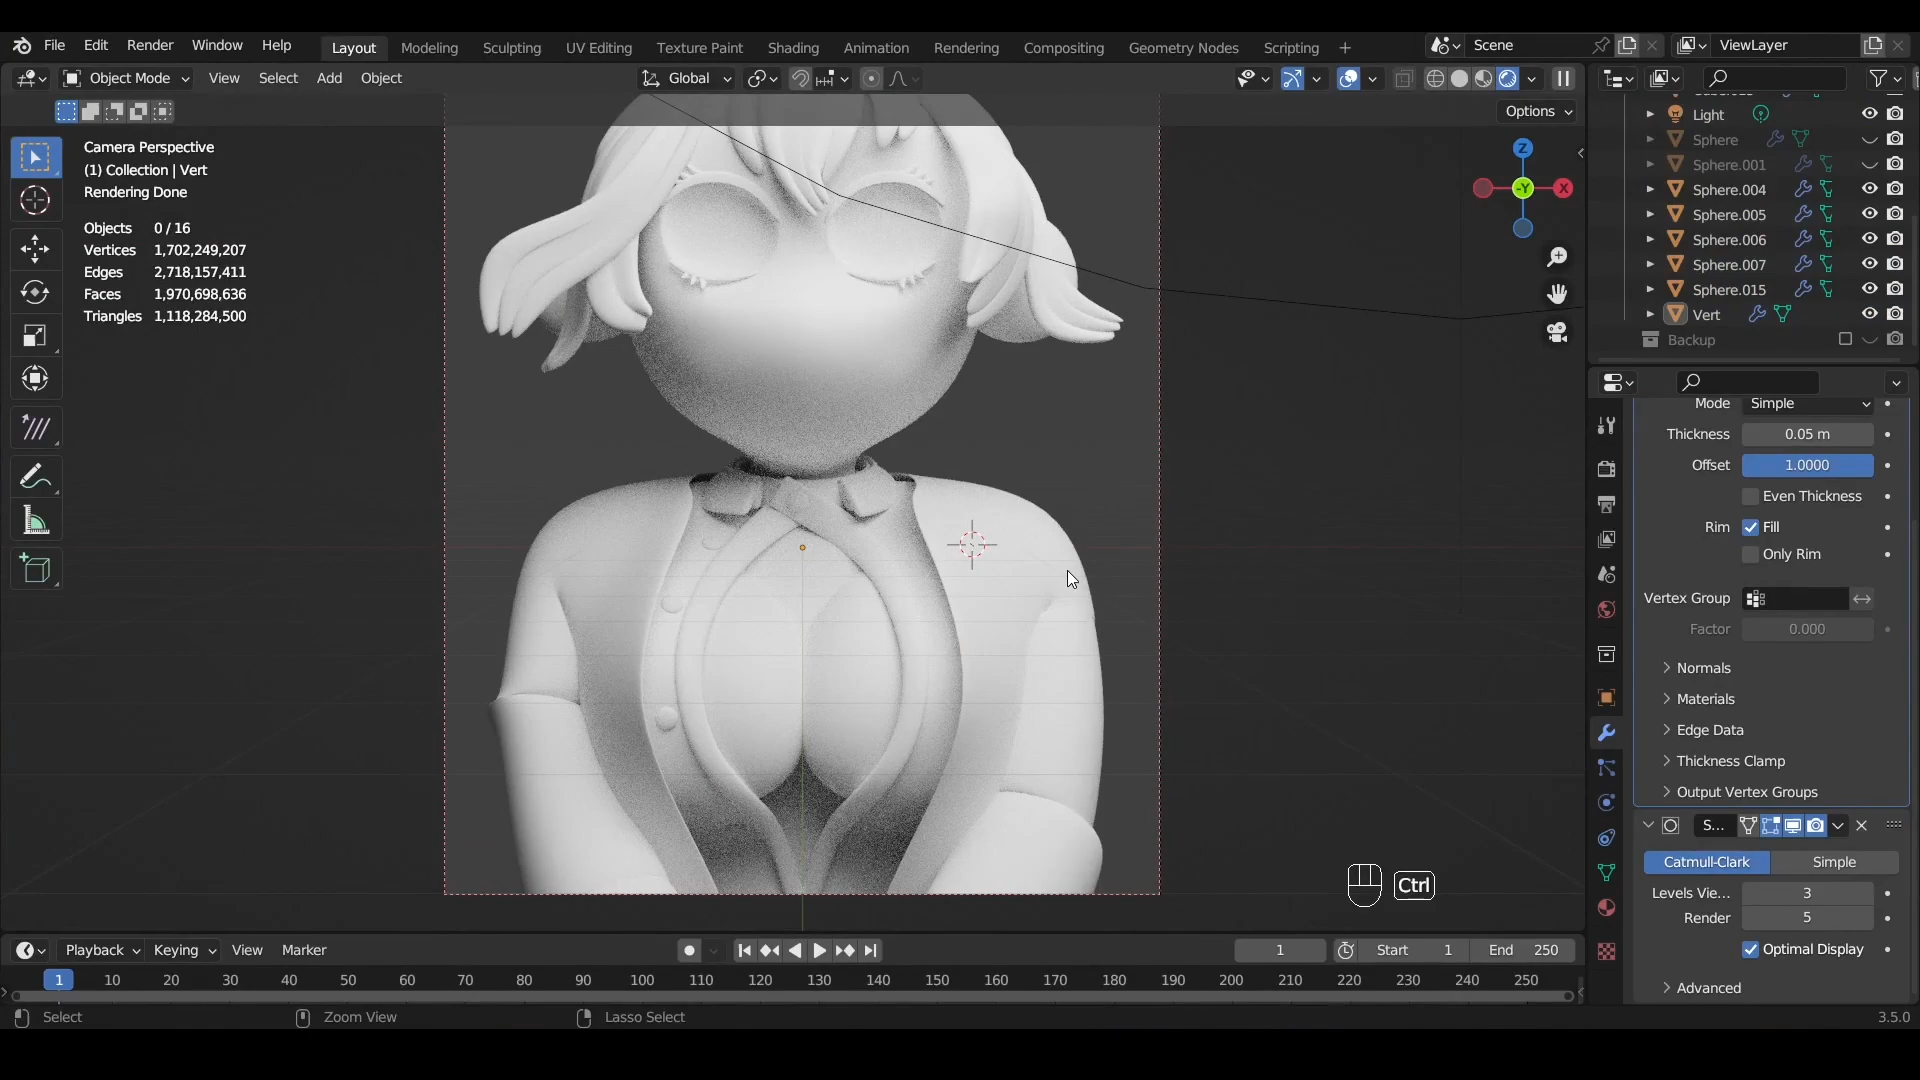 File Edit Render Window Help Layout Modeling Sculpting UV Editing Texture Paint Shading Animation Rendering Compositing Geometry Nodes Scripting + Scene ViewLayer
Object Mode View Select Add Object Global
Options
Camera Perspective
(1) Collection | Vert
Rendering Done
Objects 0 / 16
Vertices 1,702,249,207
Edges 2,718,157,411
Faces 1,970,698,636
Triangles 1,118,284,500
Z
-Y X
Light
Sphere
Sphere.001
Sphere.004
Sphere.005
Sphere.006
Sphere.007
Sphere.015
Vert
Backup
Mode Simple
Thickness 0.05 m
Offset 1.0000
Even Thickness
Rim Fill
Only Rim
Vertex Group
Factor 0.000
Normals
Materials
Edge Data
Thickness Clamp
Output Vertex Groups
S...
Catmull-Clark Simple
Levels Vie... 3
Render 5
Optimal Display
Advanced
Ctrl
Playback Keying View Marker 1 Start 1 End 250
1 10 20 30 40 50 60 70 80 90 100 110 120 130 140 150 160 170 180 190 200 210 220 230 240 250
Select Zoom View Lasso Select 3.5.0